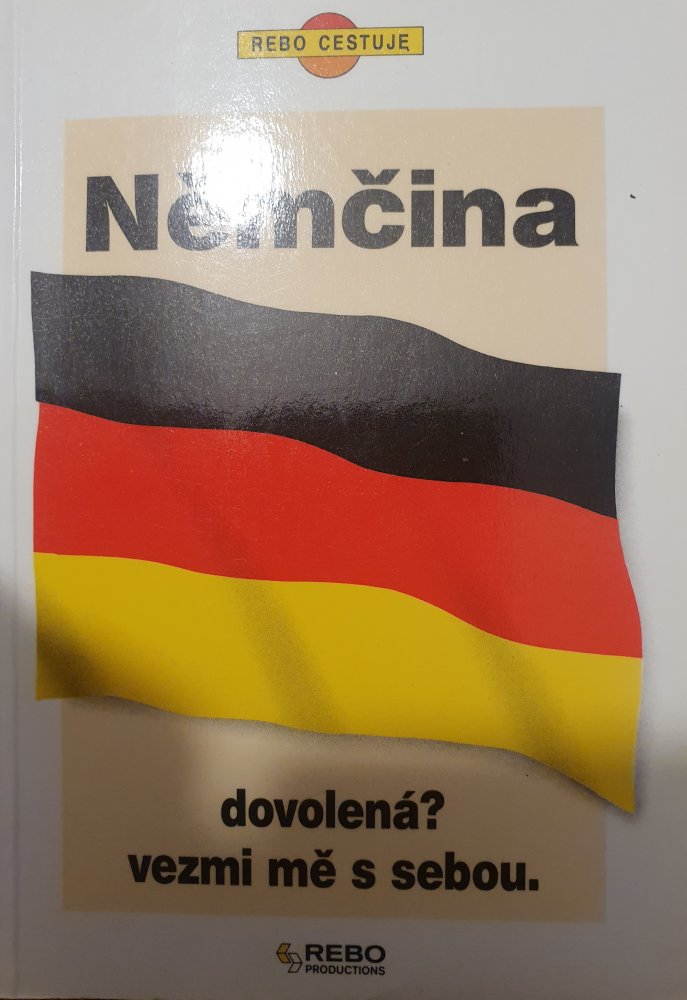 REBO CESTUJE
Němčina
dovolená?
vezmi mě s sebou.
REBO
PRODUCTIONS